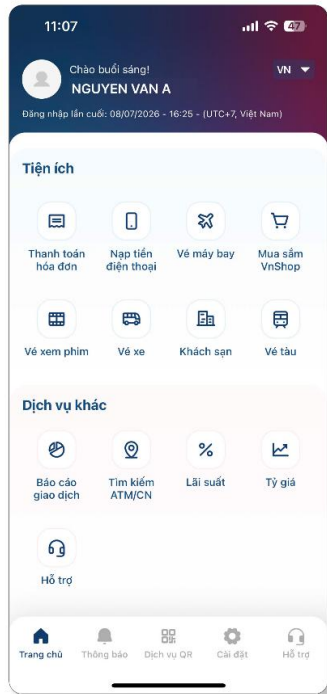 11:07
47
Chào buổi sáng!
VN
NGUYEN VAN A
Đăng nhập lần cuối: 08/07/2026 - 16:25 - (UTC+7, Việt Nam)
Tiện ích
Thanh toán
hóa đơn
Nạp tiền
điện thoại
Vé máy bay
Mua sắm
VnShop
Vé xem phim
Vé xe
Khách sạn
Vé tàu
Dịch vụ khác
Báo cáo
giao dịch
Tìm kiếm
ATM/CN
Lãi suất
Tỷ giá
Hỗ trợ
Trang chủ
Thông báo
Dịch vụ QR
Cài đặt
Hỗ trợ